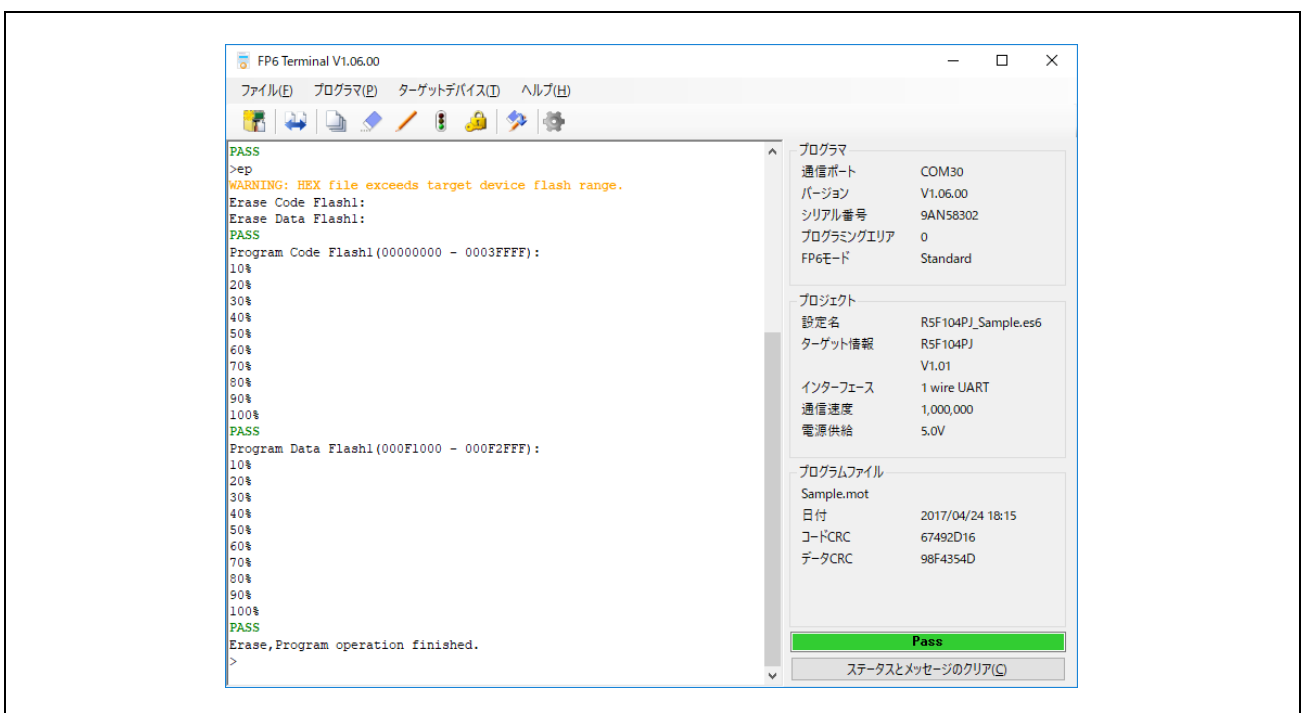 FP6 Terminal V1.06.00
ファイル(F) プログラマ(P) ターゲットデバイス(T) ヘルプ(H)
PASS
>ep
WARNING: HEX file exceeds target device flash range.
Erase Code Flash1:
Erase Data Flash1:
PASS
Program Code Flash1(00000000 - 0003FFFF):
10%
20%
30%
40%
50%
60%
70%
80%
90%
100%
PASS
Program Data Flash1(000F1000 - 000F2FFF):
10%
20%
30%
40%
50%
60%
70%
80%
90%
100%
PASS
Erase,Program operation finished.
>
プログラマ
通信ポート COM30
バージョン V1.06.00
シリアル番号 9AN58302
プログラミングエリア 0
FP6モード Standard
プロジェクト
設定名 R5F104PJ_Sample.es6
ターゲット情報 R5F104PJ
V1.01
インターフェース 1 wire UART
通信速度 1,000,000
電源供給 5.0V
プログラムファイル
Sample.mot
日付 2017/04/24 18:15
コードCRC 67492D16
データCRC 98F4354D
Pass
ステータスとメッセージのクリア(C)